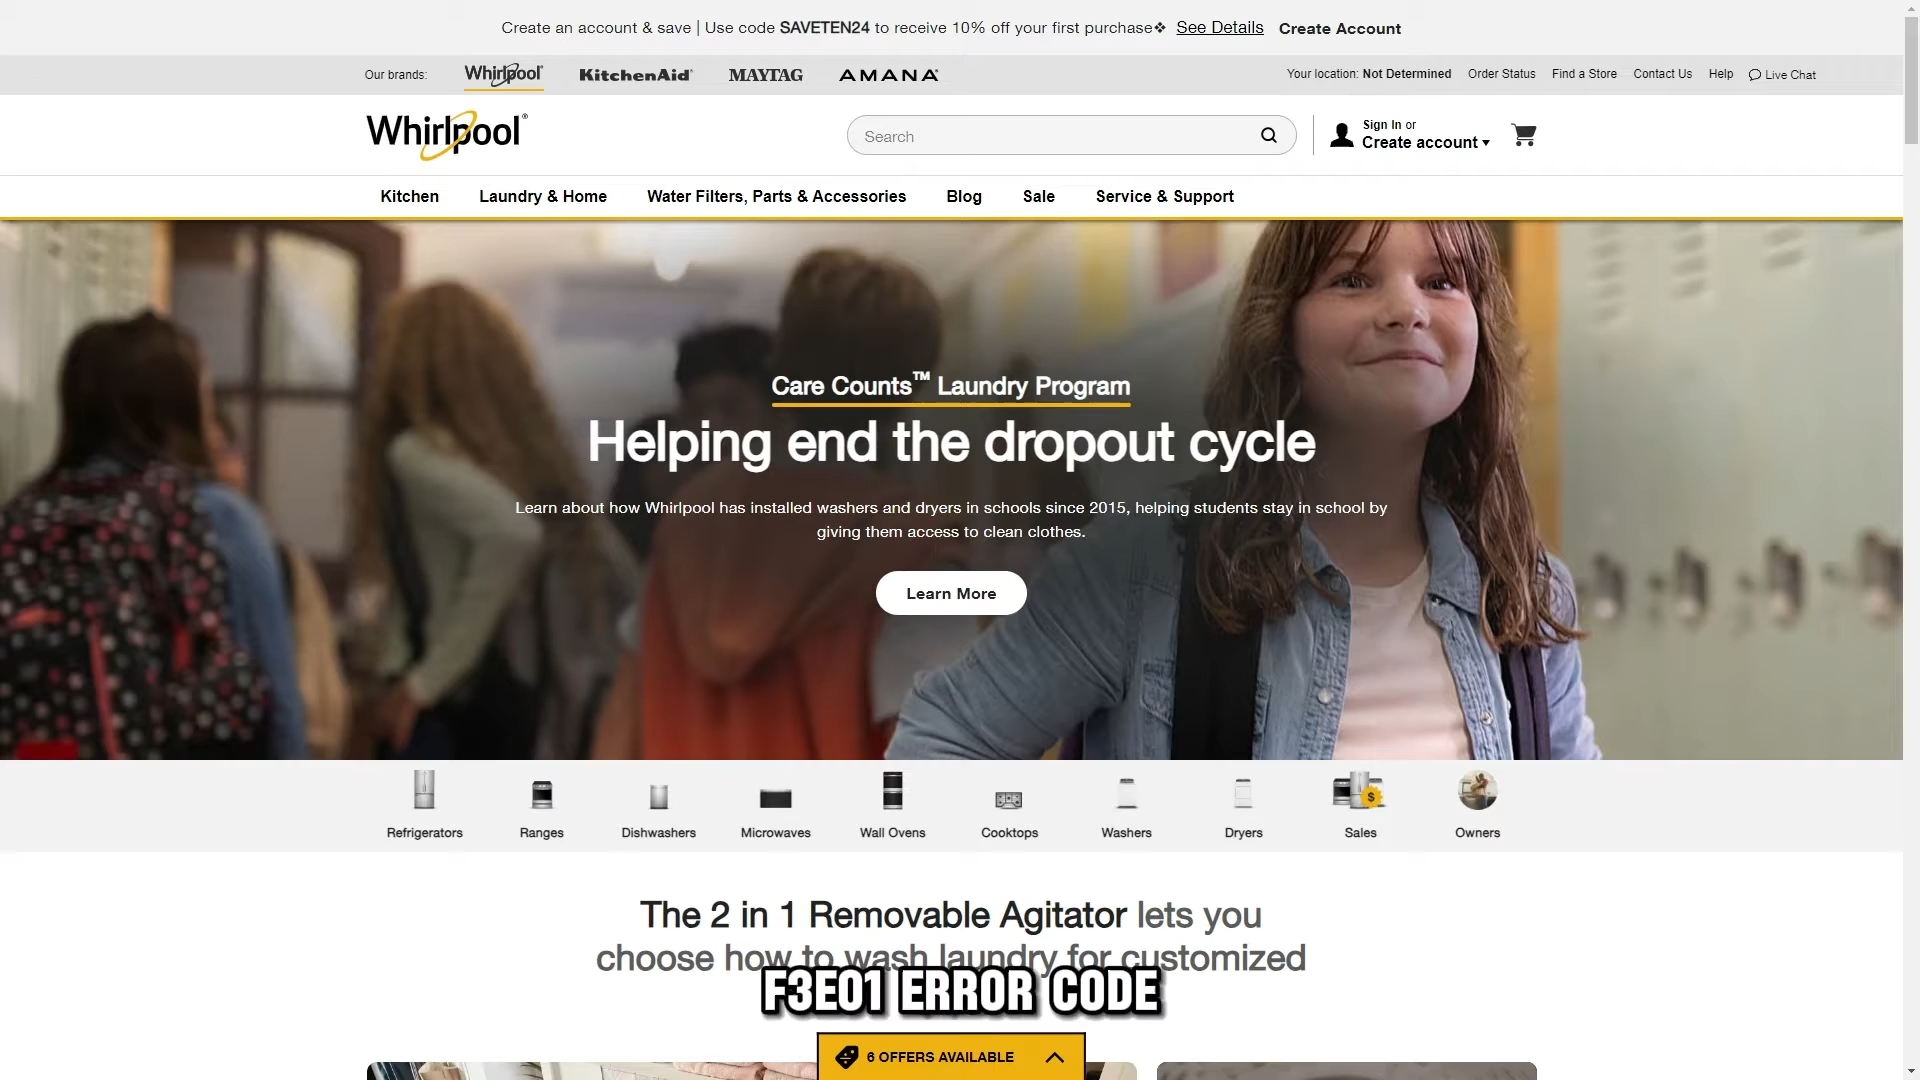 Create an account & save | Use code SAVETEN24 to receive 10% off your first purchase❖ See Details Create Account
Our brands: Whirlpool KitchenAid MAYTAG AMANA Your location: Not Determined Order Status Find a Store Contact Us Help Live Chat
Whirlpool
Search
Sign In or
Create account
Kitchen Laundry & Home Water Filters, Parts & Accessories Blog Sale Service & Support
Care Counts™ Laundry Program
Helping end the dropout cycle
Learn about how Whirlpool has installed washers and dryers in schools since 2015, helping students stay in school by
giving them access to clean clothes.
Learn More
Refrigerators Ranges Dishwashers Microwaves Wall Ovens Cooktops Washers Dryers Sales Owners
The 2 in 1 Removable Agitator lets you
choose how to wash laundry for customized
F3E01 ERROR CODE
6 OFFERS AVAILABLE